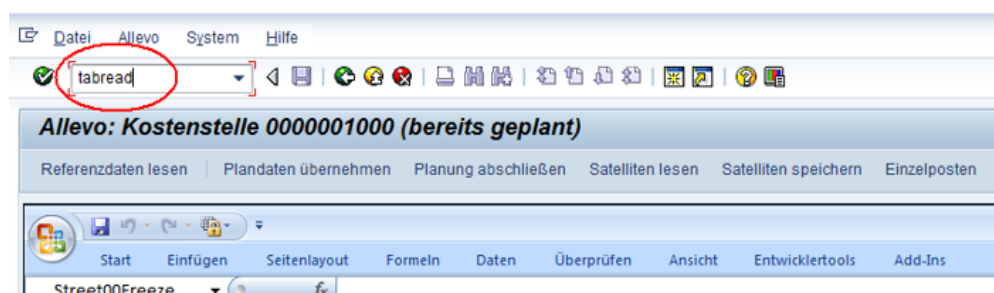 Datei Allevo System Hilfe
tabread
Allevo: Kostenstelle 0000001000 (bereits geplant)
Referenzdaten lesen Plandaten übernehmen Planung abschließen Satelliten lesen Satelliten speichern Einzelposten
Start Einfügen Seitenlayout Formeln Daten Überprüfen Ansicht Entwicklertools Add-Ins
Street00Freeze fx